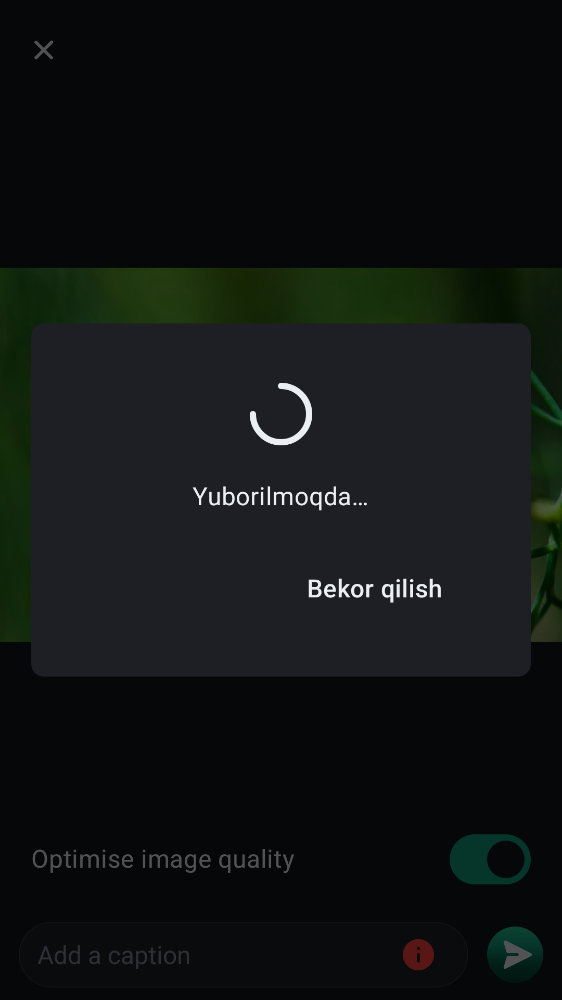 Yuborilmoqda…
Bekor qilish
Optimise image quality
Add a caption